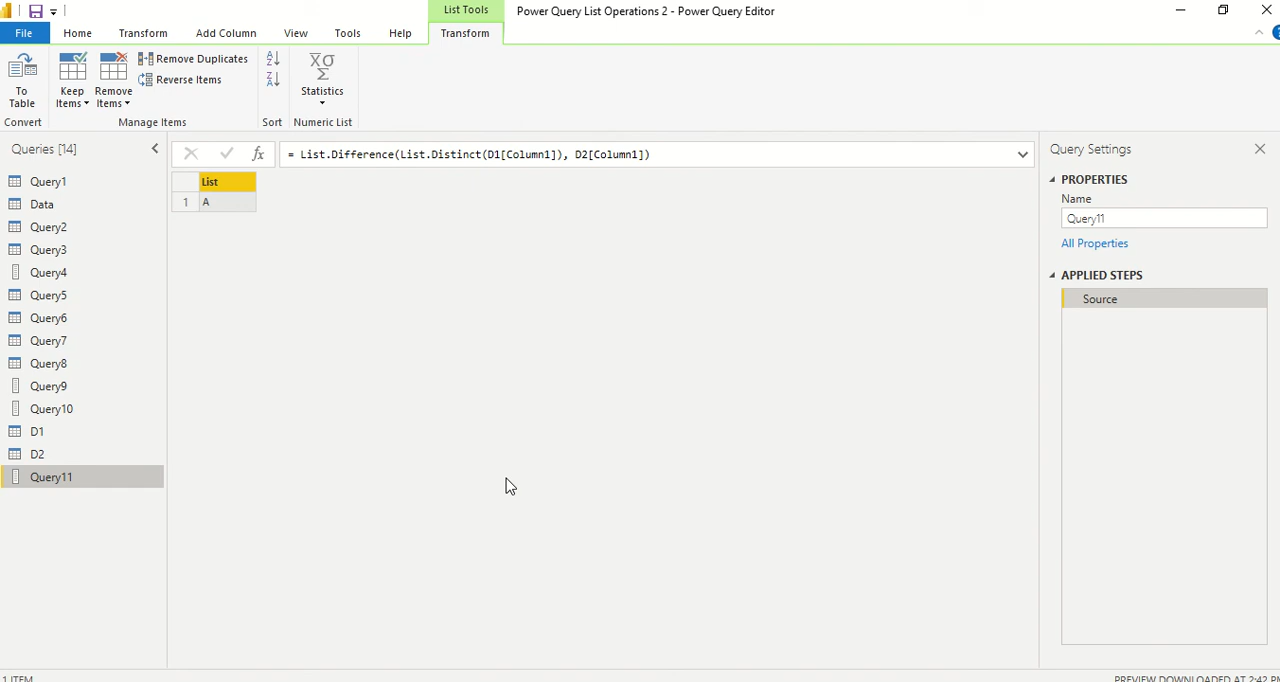 List Tools
Power Query List Operations 2 - Power Query Editor
File Home Transform Add Column View Tools Help Transform
To Table
Keep Items
Remove Items
Remove Duplicates
Reverse Items
Statistics
Convert
Manage Items
Sort
Numeric List
Queries [14]
= List.Difference(List.Distinct(D1[Column1]), D2[Column1])
Query Settings
List
1 A
Query1
Data
Query2
Query3
Query4
Query5
Query6
Query7
Query8
Query9
Query10
D1
D2
Query11
PROPERTIES
Name
Query11
All Properties
APPLIED STEPS
Source
1 ITEM
PREVIEW DOWNLOADED AT 2:42 P